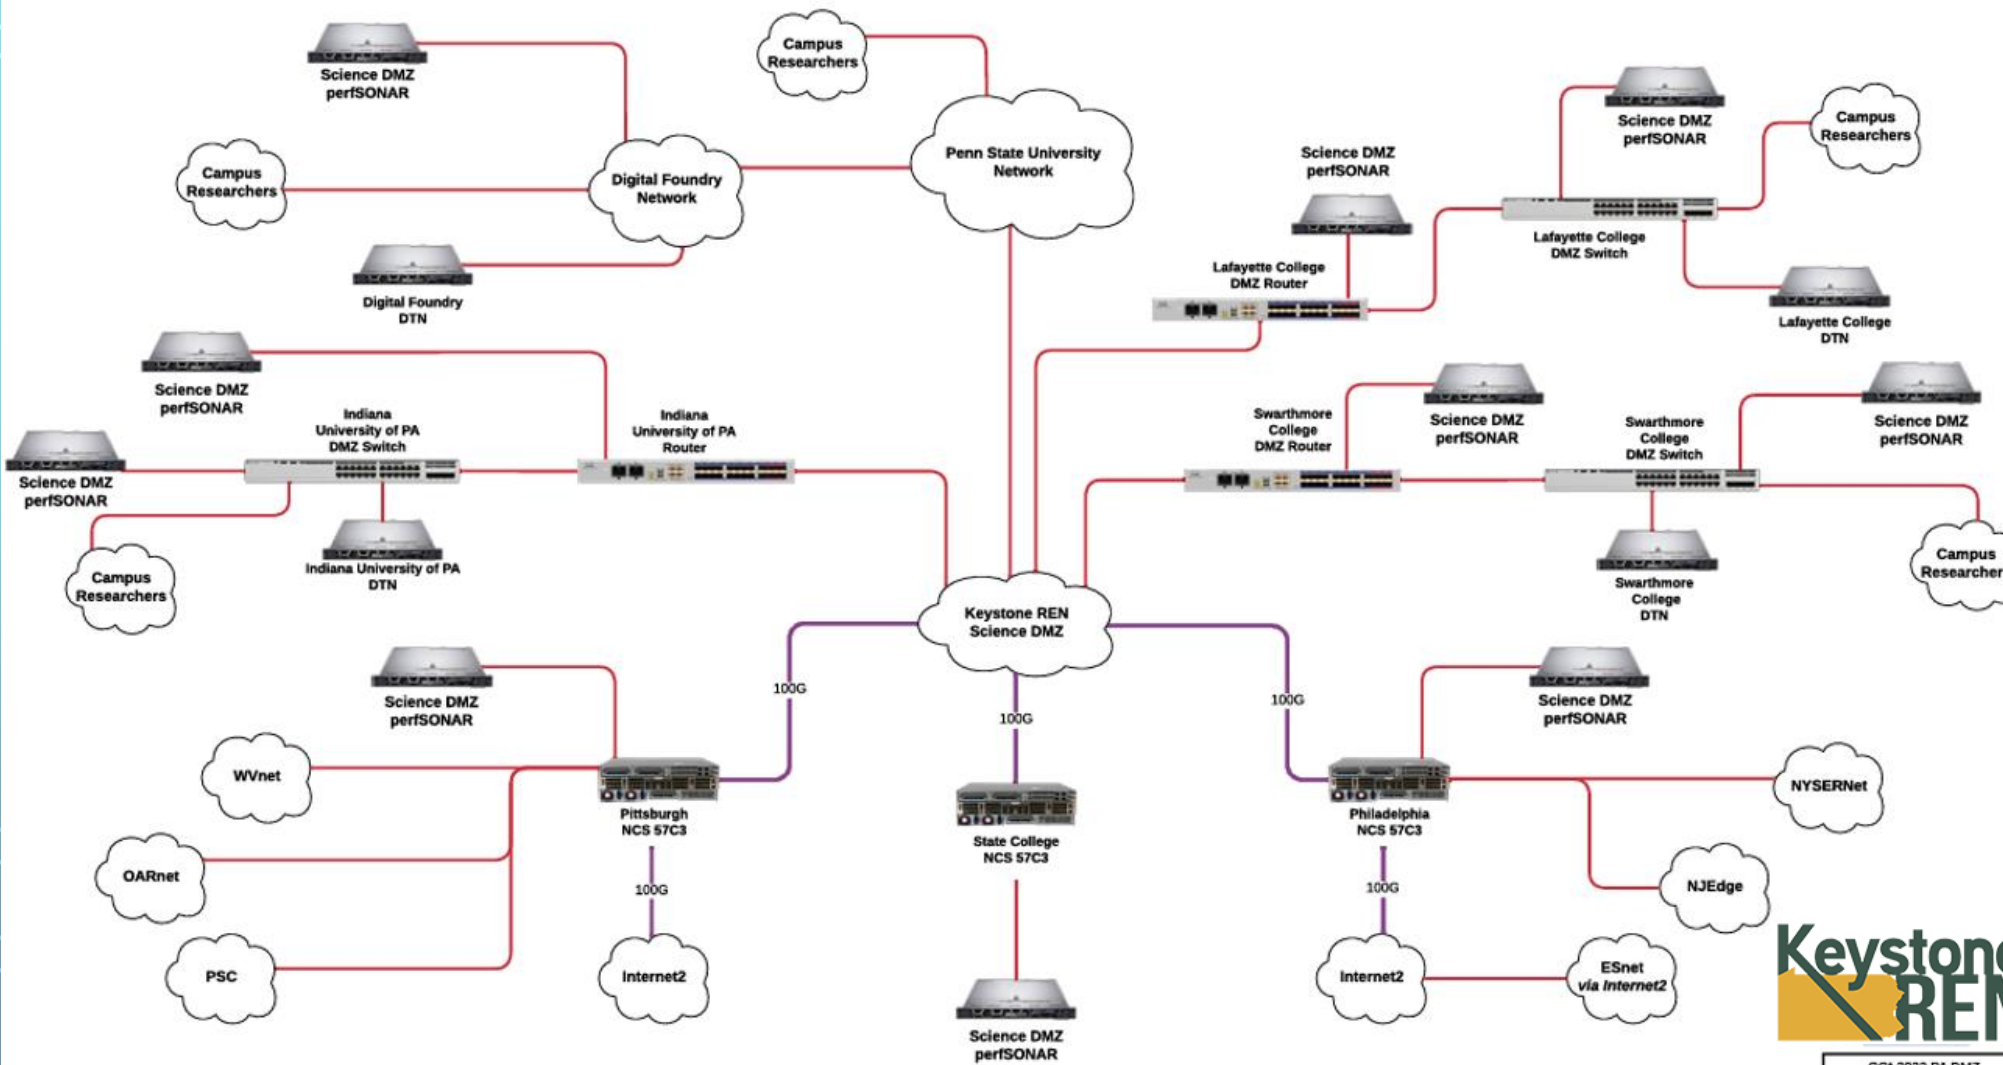 Science DMZ
perfSONAR
Campus
Researchers
Campus
Researchers
Digital Foundry
Network
Penn State University
Network
Digital Foundry
DTN
Science DMZ
perfSONAR
Science DMZ
perfSONAR
Campus
Researchers
Lafayette College
DMZ Switch
Lafayette College
DMZ Router
Lafayette College
DTN
Science DMZ
perfSONAR
Indiana
University of PA
DMZ Switch
Indiana
University of PA
Router
Science DMZ
perfSONAR
Campus
Researchers
Indiana University of PA
DTN
Swarthmore
College
DMZ Router
Science DMZ
perfSONAR
Swarthmore
College
DMZ Switch
Science DMZ
perfSONAR
Swarthmore
College
DTN
Campus
Researcher
Keystone REN
Science DMZ
100G
100G
100G
Science DMZ
perfSONAR
Science DMZ
perfSONAR
WVnet
OARnet
PSC
Pittsburgh
NCS 57C3
100G
Internet2
State College
NCS 57C3
Science DMZ
perfSONAR
Philadelphia
NCS 57C3
100G
Internet2
ESnet
via Internet2
NYSERNet
NJEdge
Keystone
REN